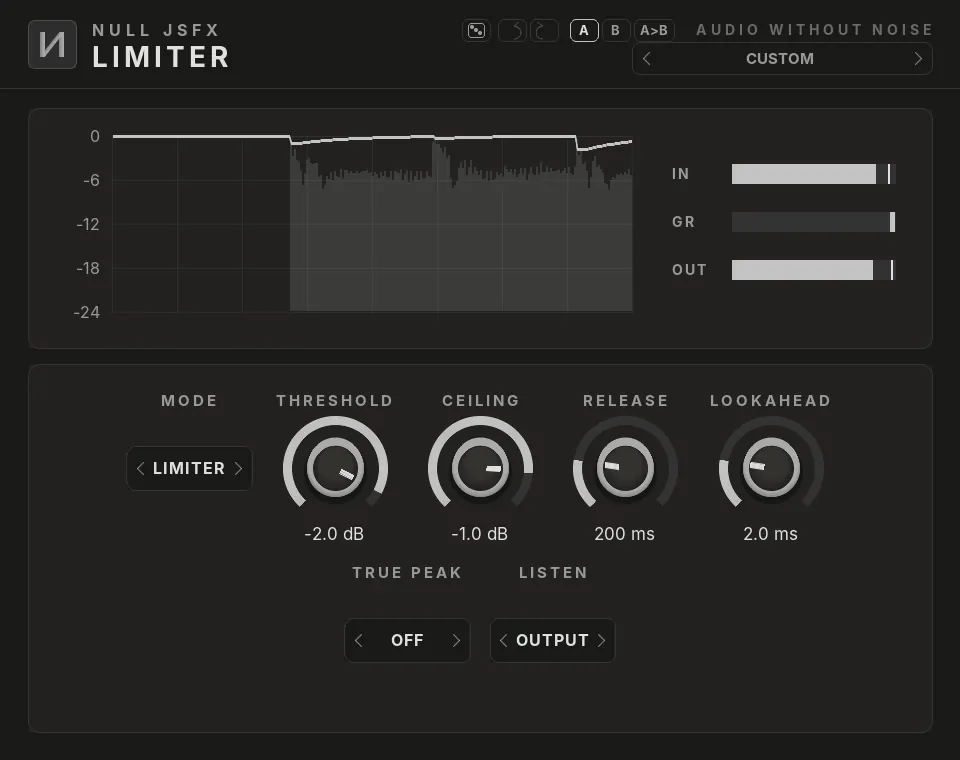 NULL JSFX
LIMITER
A B A>B
AUDIO WITHOUT NOISE
CUSTOM
0
-6
-12
-18
-24
IN
GR
OUT
MODE THRESHOLD CEILING RELEASE LOOKAHEAD
LIMITER
-2.0 dB -1.0 dB 200 ms 2.0 ms
TRUE PEAK LISTEN
OFF OUTPUT